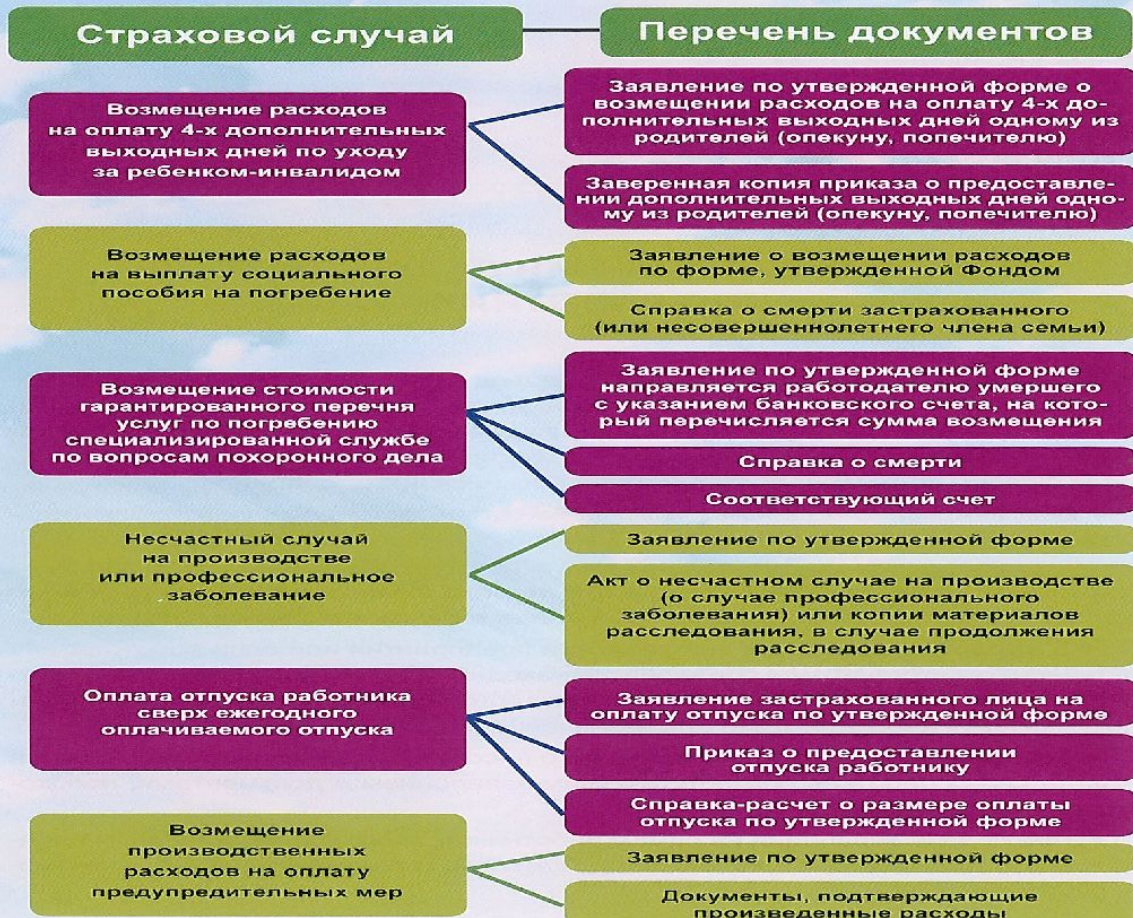 Страховой случай
Перечень документов
Возмещение расходов
на оплату 4-х дополнительных
выходных дней по уходу
за ребенком-инвалидом
Заявление по утвержденной форме о
возмещении расходов на оплату 4-х до-
полнительных выходных дней одному из
родителей (опекуну, попечителю)
Заверенная копия приказа о предоставле-
нии дополнительных выходных дней одно-
му из родителей (опекуну, попечителю)
Возмещение расходов
на выплату социального
пособия на погребение
Заявление о возмещении расходов
по форме, утвержденной Фондом
Справка о смерти застрахованного
(или несовершеннолетнего члена семьи)
Возмещение стоимости
гарантированного перечня
услуг по погребению
специализированной службе
по вопросам похоронного дела
Заявление по утвержденной форме
направляется работодателю умершего
с указанием банковского счета, на кото-
рый перечисляется сумма возмещения
Справка о смерти
Соответствующий счет
Несчастный случай
на производстве
или профессиональное
заболевание
Заявление по утвержденной форме
Акт о несчастном случае на производстве
(о случае профессионального
заболевания) или копии материалов
расследования, в случае продолжения
расследования
Оплата отпуска работника
сверх ежегодного
оплачиваемого отпуска
Заявление застрахованного лица на
оплату отпуска по утвержденной форме
Приказ о предоставлении
отпуска работнику
Справка-расчет о размере оплаты
отпуска по утвержденной форме
Возмещение
производственных
расходов на оплату
предупредительных мер
Заявление по утвержденной форме
Документы, подтверждающие
произведенные расходы